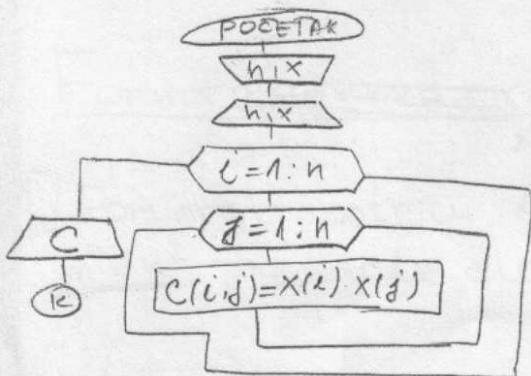 POCETAK
n, x
n, x
i = 1 : n
j = 1 : n
C
C(i,j) = X(i) · X(j)
K